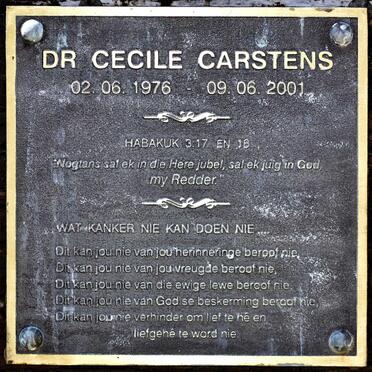 DR CECILE CARSTENS
02. 06. 1976 - 09. 06. 2001
HABAKUK 3:17 EN 18
"Nogtans sal ek in die Here jubel, sal ek juig in God,
my Redder."
WAT KANKER NIE KAN DOEN NIE....
Dit kan jou nie van jou herinneringe beroof nie,
Dit kan jou nie van jou vreugde beroof nie,
Dit kan jou nie van die ewige lewe beroof nie,
Dit kan jou nie van God se beskerming beroof nie,
Dit kan jou nie verhinder om lief te hê en
liefgehê te word nie.